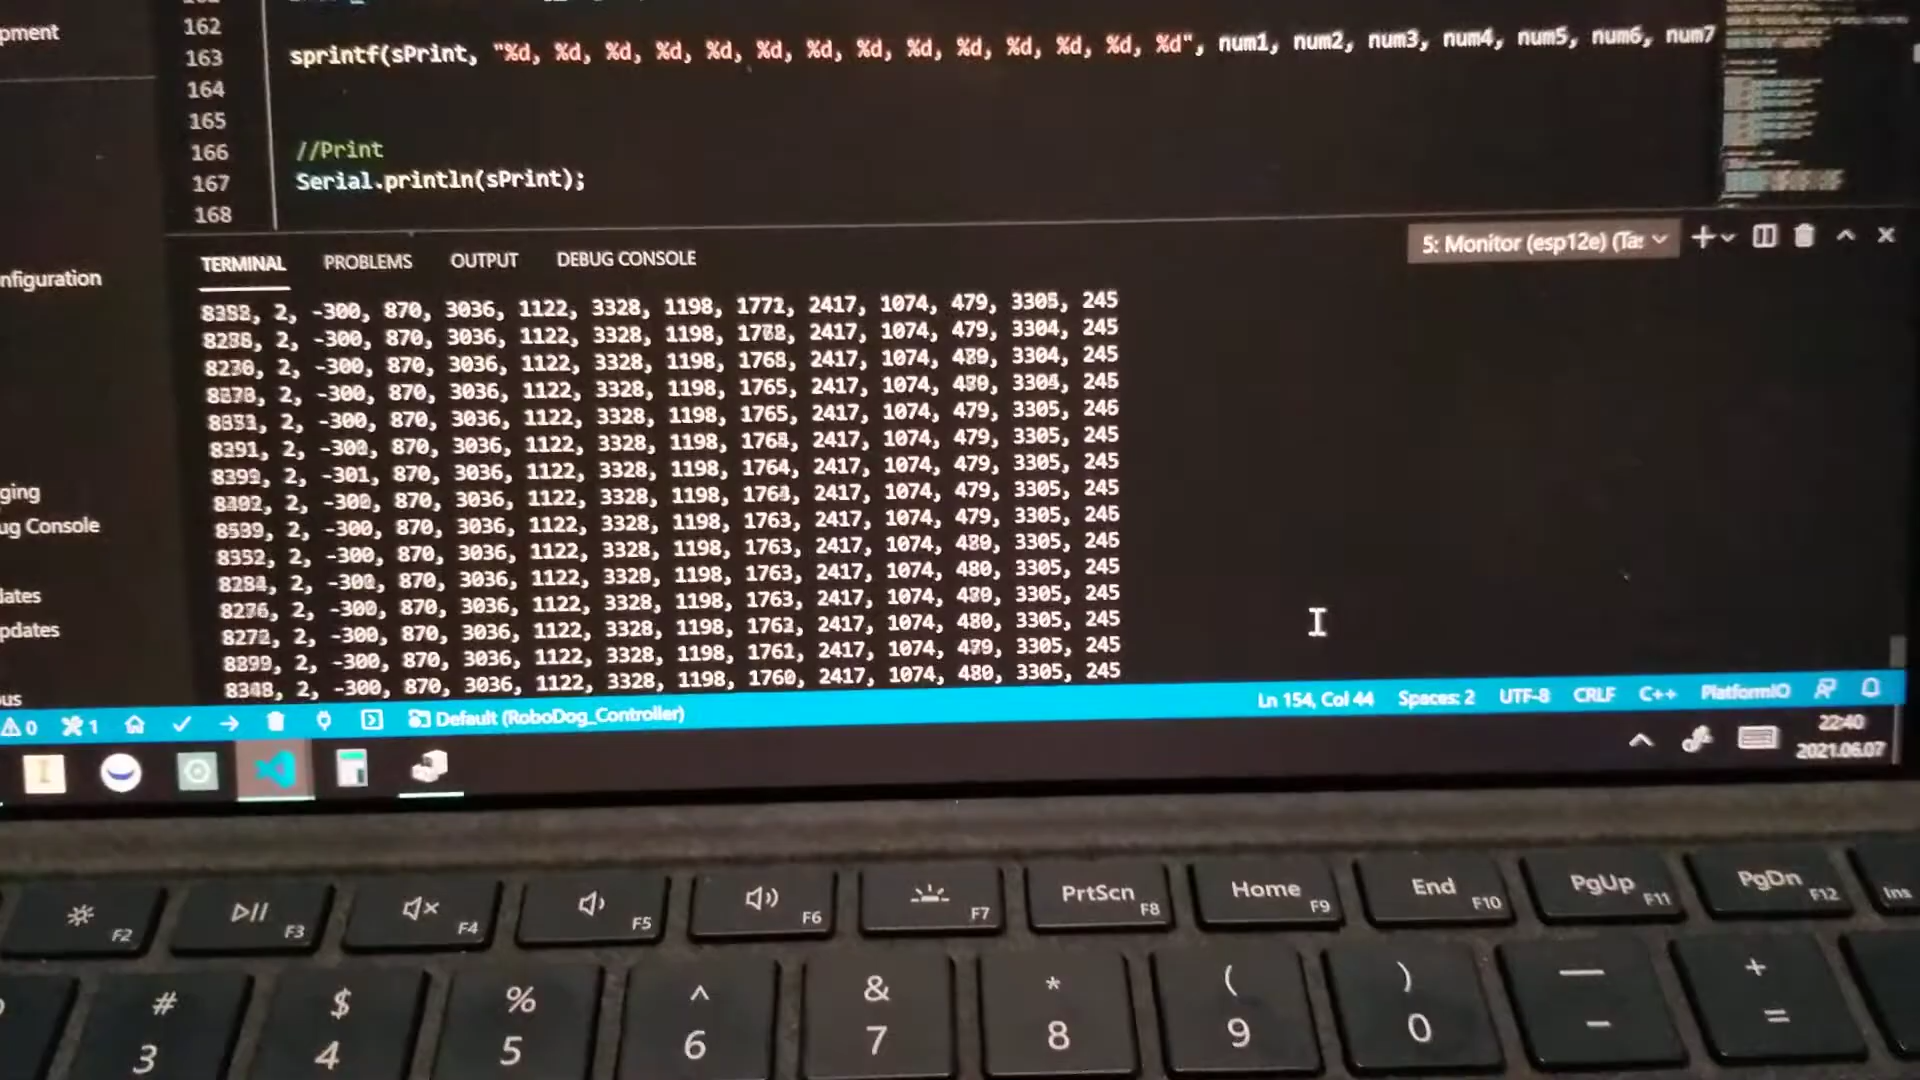 pment
162
163 sprintf(sPrint, "%d, %d, %d, %d, %d, %d, %d, %d, %d, %d, %d, %d, %d, %d", num1, num2, num3, num4, num5, num6, num7
164
165
166 //Print
167 Serial.println(sPrint);
168
nfiguration
ging
ug Console
dates
pdates
ous
TERMINAL PROBLEMS OUTPUT DEBUG CONSOLE 5: Monitor (esp12e) (Ta:
2, -300, 870, 3036, 1122, 3328, 1198, 1771, 2417, 1074, 479, 3305, 245
2, -300, 870, 3036, 1122, 3328, 1198, 2417, 1074, 479, 3304, 245
2, -300, 870, 3036, 1122, 3328, 1198, 1768, 2417, 1074, 3304, 245
2, -300, 870, 3036, 1122, 3328, 1198, 1765, 2417, 1074, 245
2, -300, 870, 3036, 1122, 3328, 1198, 1765, 2417, 1074, 479, 3305, 246
8391, 2, 870, 3036, 1122, 3328, 1198, 2417, 1074, 479, 3305, 245
2, -301, 870, 3036, 1122, 3328, 1198, 1764, 2417, 1074, 479, 3305, 245
2, 870, 3036, 1122, 3328, 1198, 2417, 1074, 479, 3305, 245
2, -300, 870, 3036, 1122, 3328, 1198, 1763, 2417, 1074, 479, 3305, 245
8352, 2, -300, 870, 3036, 1122, 3328, 1198, 1763, 2417, 1074, 3305, 245
2, 870, 3036, 1122, 3328, 1198, 1763, 2417, 1074, 480, 3305, 245
2, -300, 870, 3036, 1122, 3328, 1198, 1763, 2417, 1074, 3305, 245
2, -300, 870, 3036, 1122, 3328, 1198, 2417, 1074, 480, 3305, 245
2, -300, 870, 3036, 1122, 3328, 1198, 1761, 2417, 1074, 3305, 245
2, -300, 870, 3036, 1122, 3328, 1198, 1760, 2417, 1074, 480, 3305, 245
0 1 Default (RoboDog_Controller) Ln 154, Col 44 Spaces: 2 UTF-8 CRLF C++ PlatformIO
22:40
2021.06.07
F2 F3 F4 F5 F6 F7 PrtScn F8 Home F9 End F10 PgUp F11 PgDn F12 Ins
# $ % ^ & * ( ) — +
3 4 5 6 7 8 9 0 - =